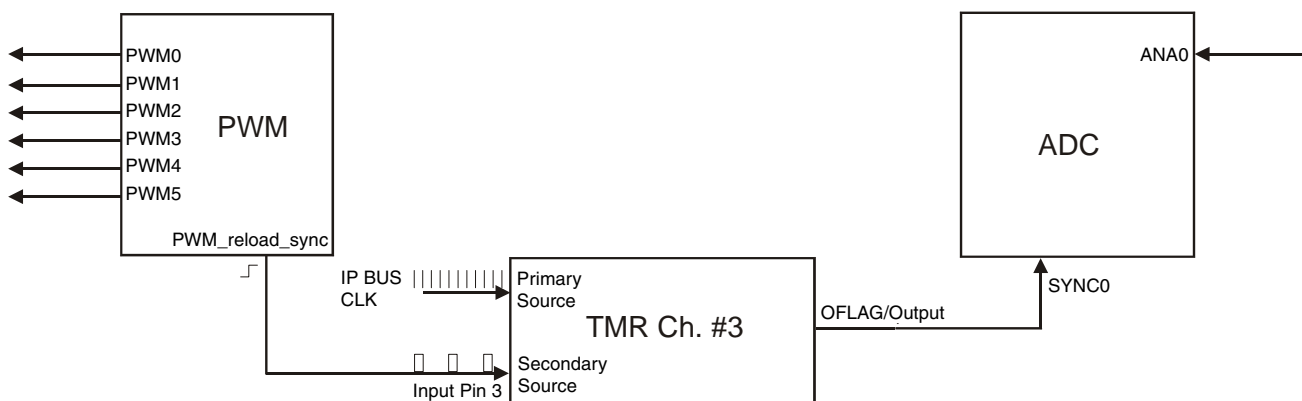 PWM0
PWM1
PWM2
PWM3
PWM4
PWM5
PWM
PWM_reload_sync
IP BUS
CLK
Primary
Source
TMR Ch. #3
Secondary
Source
Input Pin 3
OFLAG/Output
ANA0
ADC
SYNC0